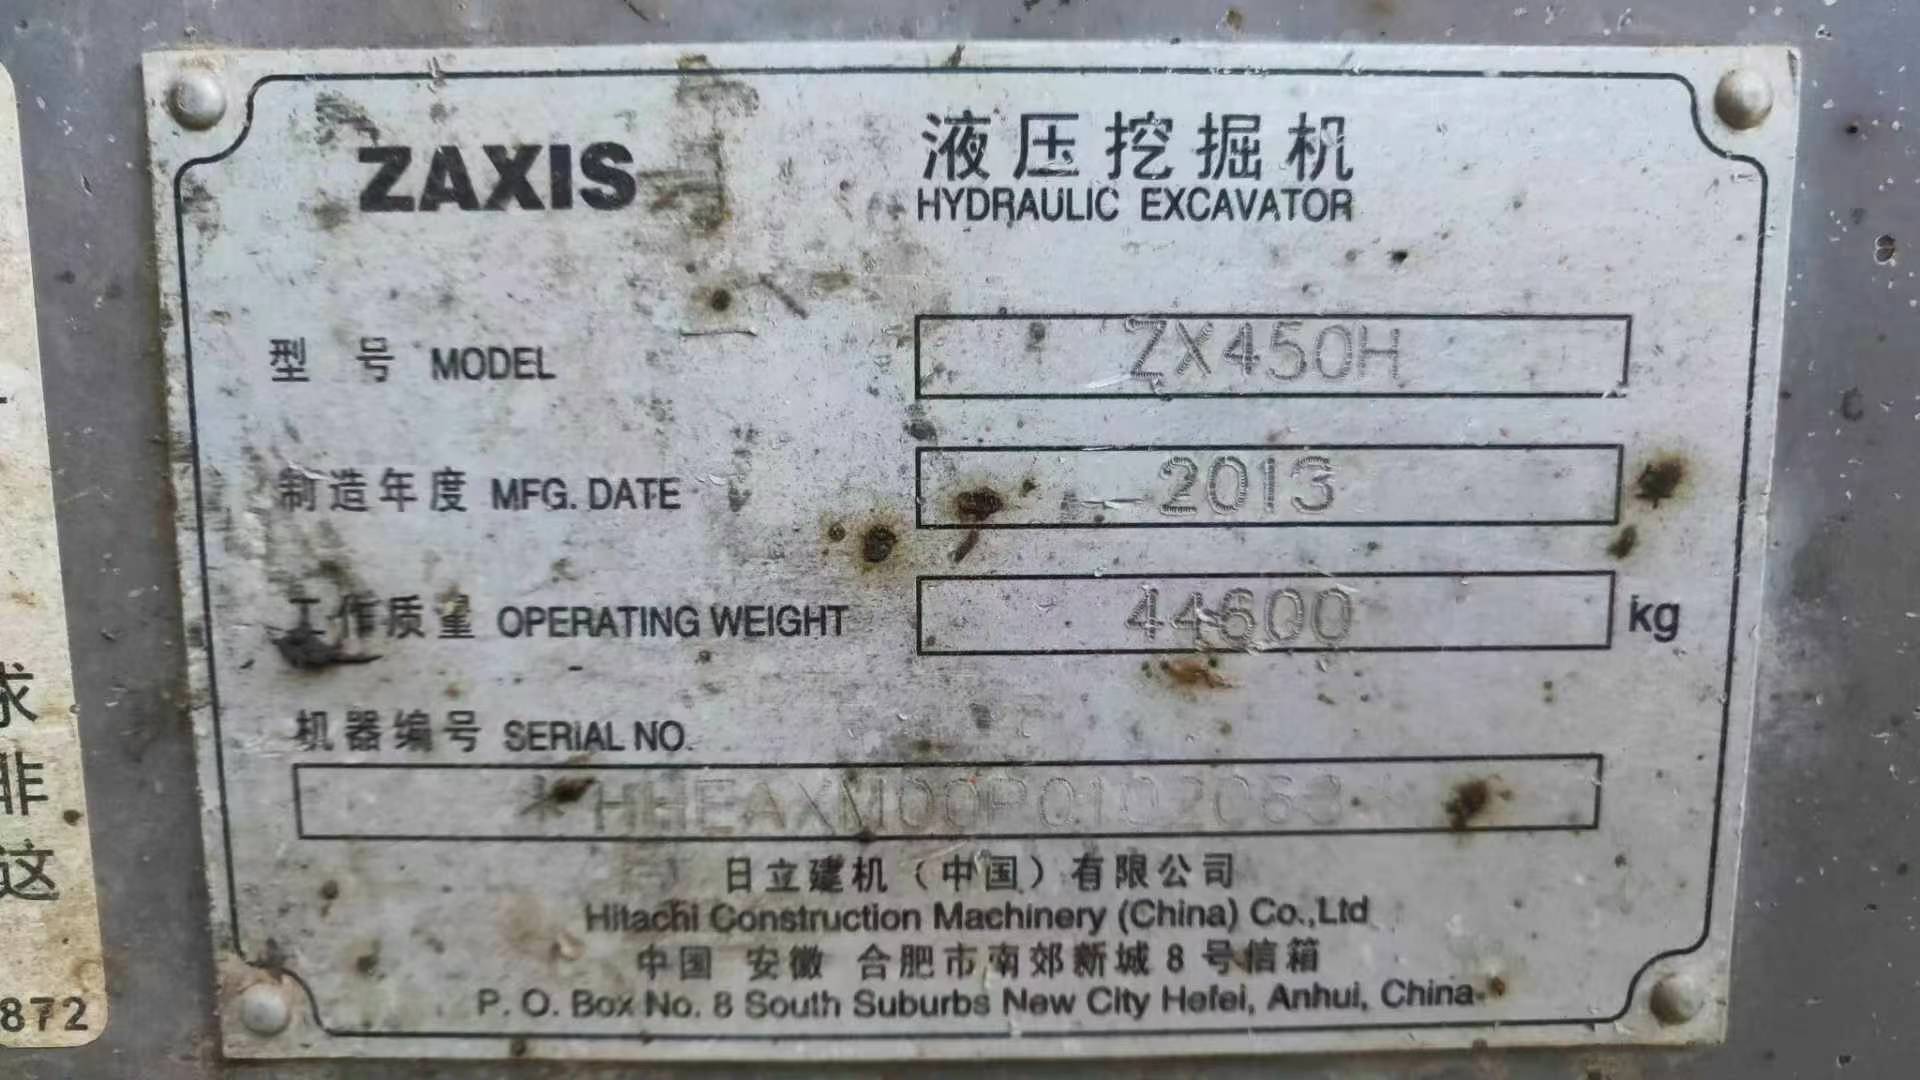 ZAXIS
液压挖掘机
HYDRAULIC EXCAVATOR
型 号 MODEL
ZX450H
制造年度 MFG. DATE
2013
工作质量 OPERATING WEIGHT
44600
kg
机器编号 SERIAL NO.
日立建机（中国）有限公司
Hitachi Construction Machinery (China) Co.,Ltd
中国 安徽 合肥市南郊新城 8 号信箱
P. O. Box No. 8 South Suburbs New City Hefei, Anhui, China
求
非
这
872